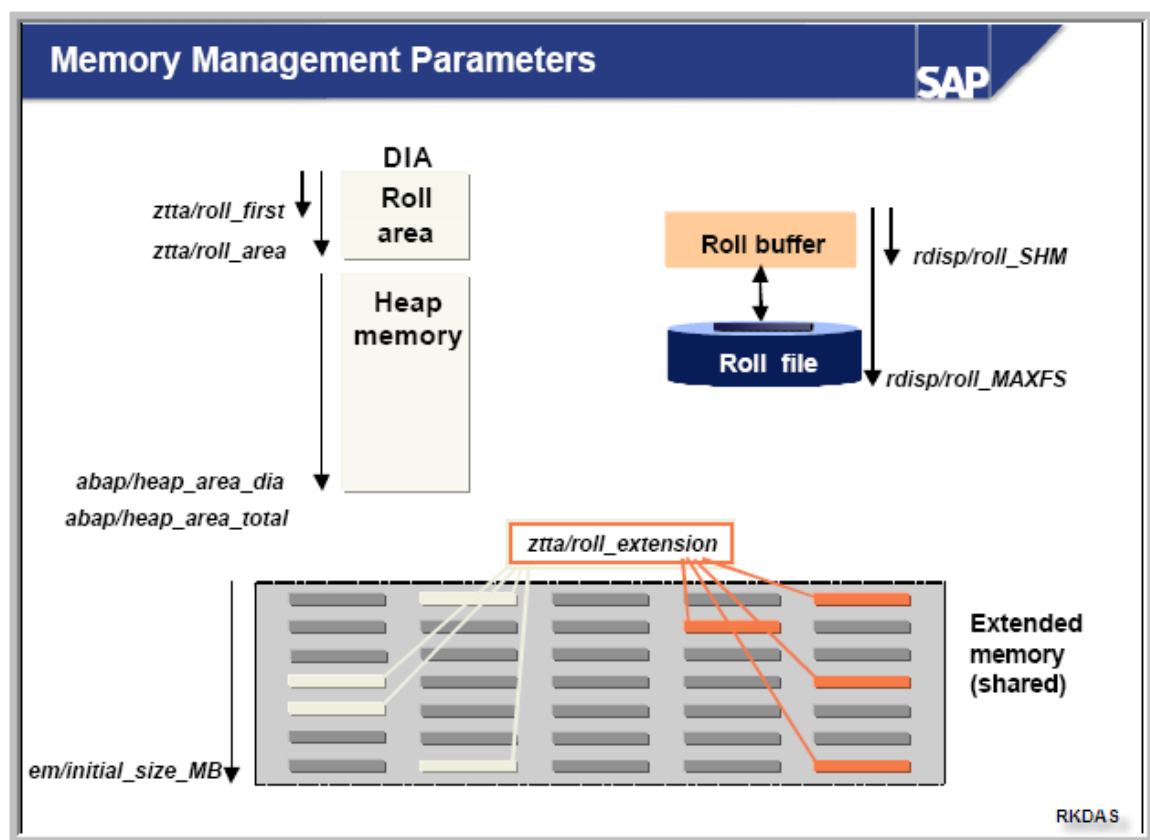 Memory Management Parameters
SAP
DIA
Roll
area
ztta/roll_first
ztta/roll_area
Heap
memory
abap/heap_area_dia
abap/heap_area_total
Roll buffer
Roll file
rdisp/roll_SHM
rdisp/roll_MAXFS
ztta/roll_extension
Extended
memory
(shared)
em/initial_size_MB
RKDAS